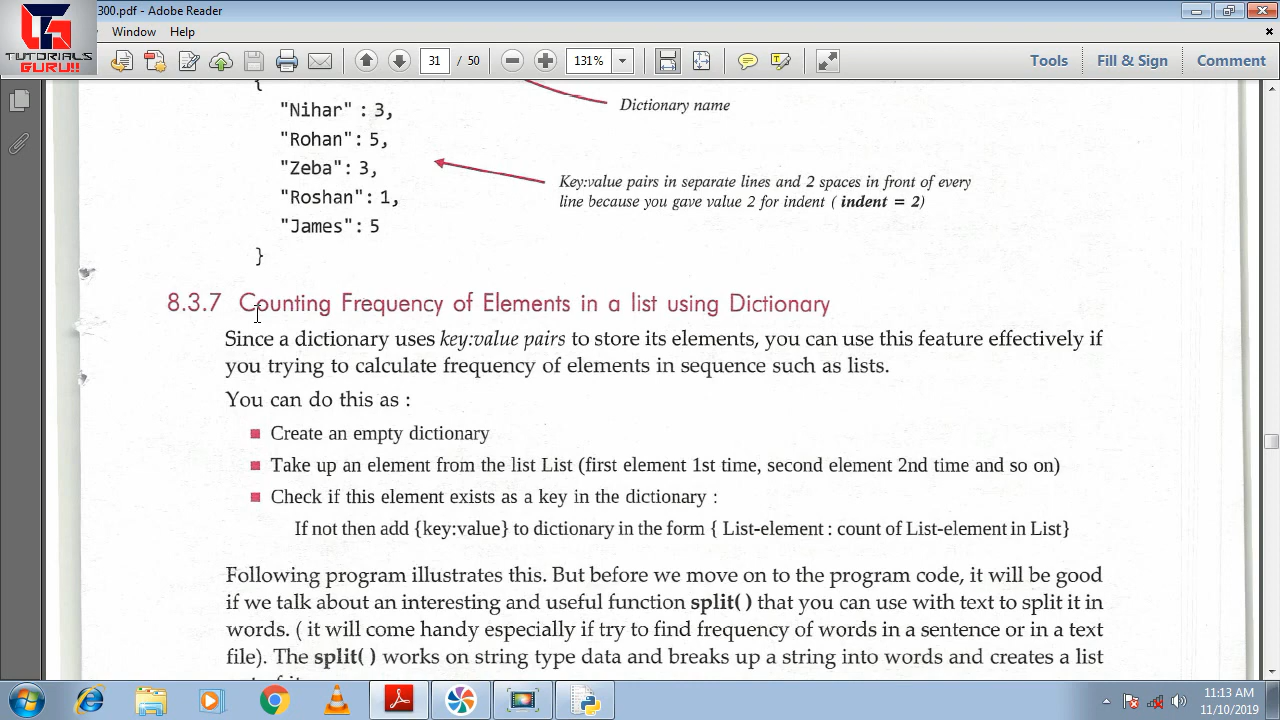 300.pdf - Adobe Reader
Window Help
TUTORIALS
GURU!!
31 / 50
131%
Tools Fill & Sign Comment
{
Dictionary name
"Nihar" : 3,
"Rohan": 5,
"Zeba": 3,
Key:value pairs in separate lines and 2 spaces in front of every
"Roshan": 1,
line because you gave value 2 for indent ( indent = 2)
"James": 5
}
8.3.7 Counting Frequency of Elements in a list using Dictionary
Since a dictionary uses key:value pairs to store its elements, you can use this feature effectively if
you trying to calculate frequency of elements in sequence such as lists.
You can do this as :
Create an empty dictionary
Take up an element from the list List (first element 1st time, second element 2nd time and so on)
Check if this element exists as a key in the dictionary :
If not then add {key:value} to dictionary in the form { List-element : count of List-element in List}
Following program illustrates this. But before we move on to the program code, it will be good
if we talk about an interesting and useful function split( ) that you can use with text to split it in
words. ( it will come handy especially if try to find frequency of words in a sentence or in a text
file). The split( ) works on string type data and breaks up a string into words and creates a list
11:13 AM
11/10/2019